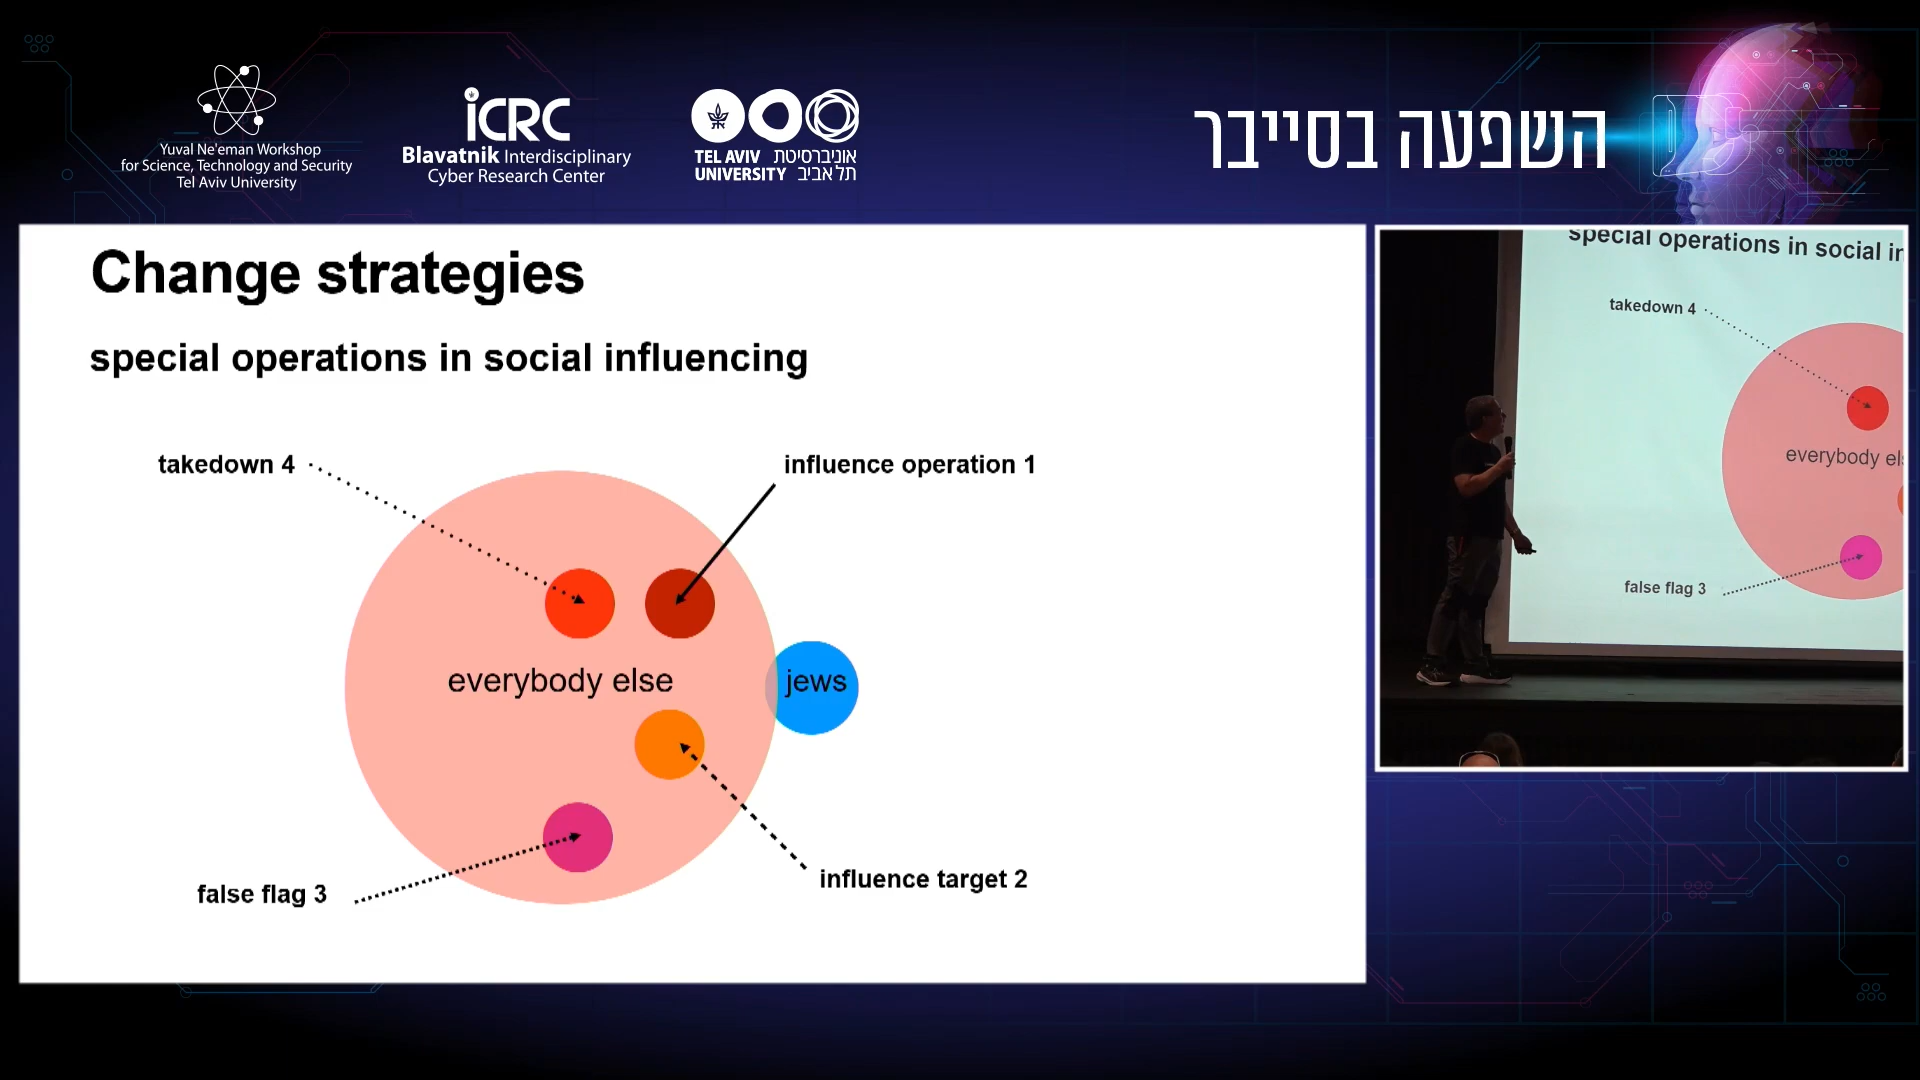 Yuval Ne'eman Workshop
for Science, Technology and Security
Tel Aviv University
iCRC
Blavatnik Interdisciplinary
Cyber Research Center
TEL AVIV אוניברסיטת
UNIVERSITY תל אביב
השפעה בסייבר
Change strategies
special operations in social influencing
takedown 4
influence operation 1
everybody else
jews
false flag 3
influence target 2
special operations in social in
takedown 4
everybody els
false flag 3